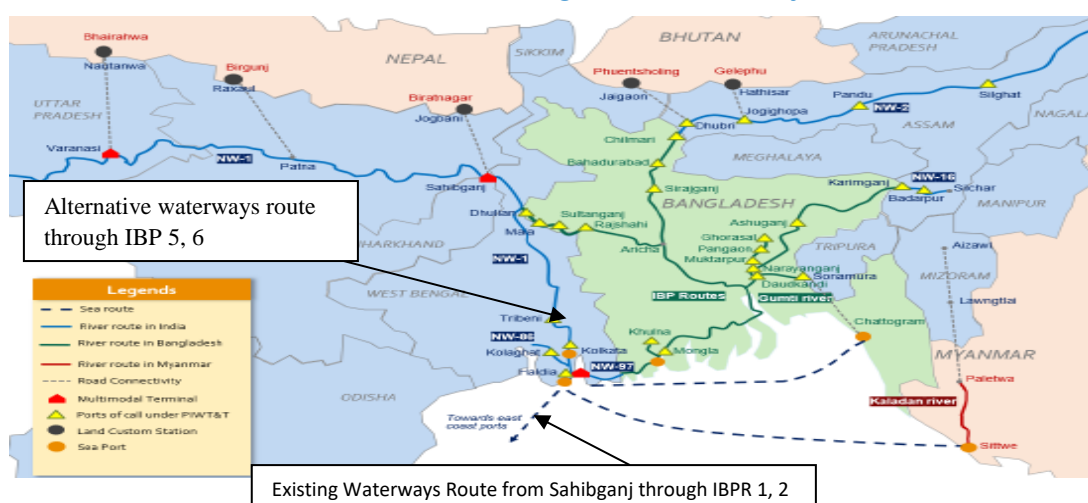 Bhairahwa
Nautanwa
UTTAR
PRADESH
Varanasi
NW-1
Birgunj
Raxaul
Patna
NEPAL
Biratnagar
Jogbani
Sahibganj
SIKKIM
BHUTAN
Phuentsholing
Jaigaon
Gelephu
Hathisar
Jogighopa
Pandu
NW-2
Silghat
ARUNACHAL
PRADESH
ASSAM
NAGAL
Dhubri
Chilmari
Bahadurabad
Sirajganj
MEGHALAYA
BANGLADESH
Karimganj
NW-16
Silchar
Badarpur
MANIPUR
Alternative waterways route
through IBP 5, 6
Dhulian
Maia
Sultanganj
Rajshahi
Aricha
Ashuganj
Ghorasal
Pangaon
Muktarpur
Narayanganj
Daudkandi
Sonamura
TRIPURA
Aizawl
MIZORAM
Lawngtlai
JHARKHAND
NW-1
WEST BENGAL
IBP Routes
Gumti river
Chattogram
Tribeni
NW-86
Kolaghat
Kolkata
Haldia
NW-97
Khulna
Mongla
MYANMAR
Paletwa
Kaladan river
Sittwe
ODISHA
Towards east
coast ports
Legends
Sea route
River route in India
River route in Bangladesh
River route in Myanmar
Road Connectivity
Multimodal Terminal
Ports of call under PIWT&T
Land Custom Station
Sea Port
Existing Waterways Route from Sahibganj through IBPR 1, 2